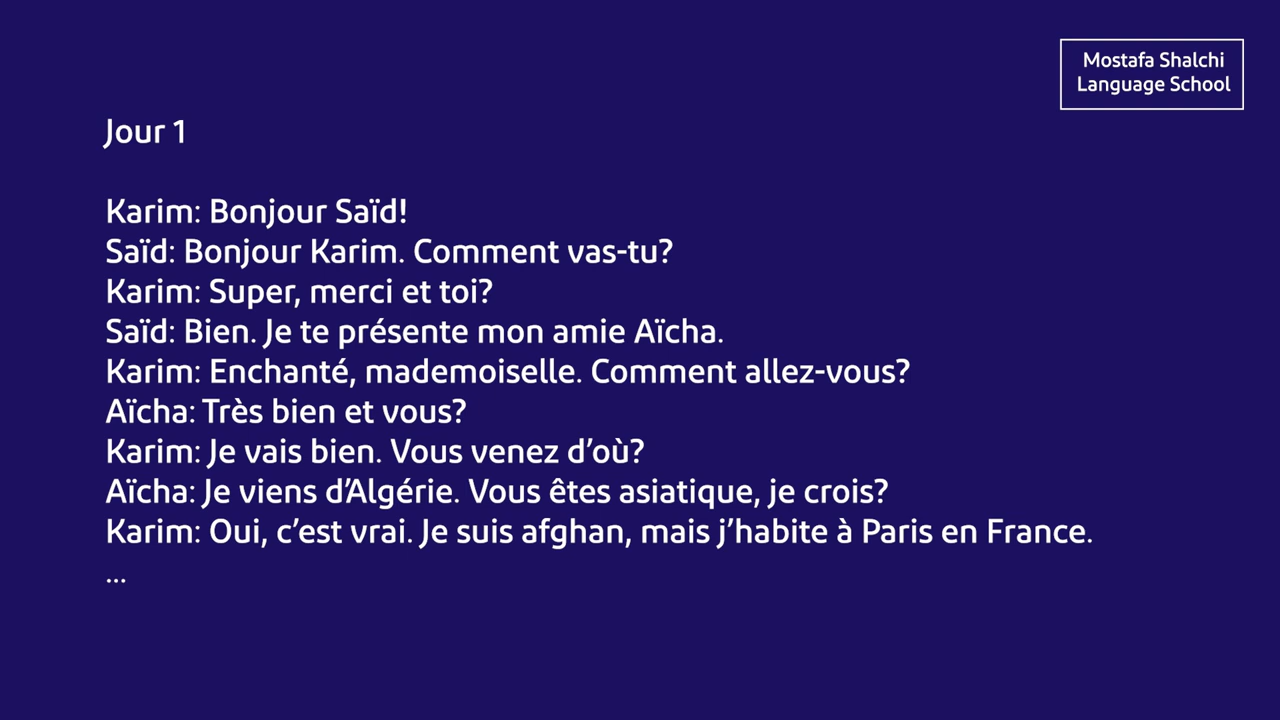 Mostafa Shalchi
Language School
Jour 1
Karim: Bonjour Saïd!
Saïd: Bonjour Karim. Comment vas-tu?
Karim: Super, merci et toi?
Saïd: Bien. Je te présente mon amie Aïcha.
Karim: Enchanté, mademoiselle. Comment allez-vous?
Aïcha: Très bien et vous?
Karim: Je vais bien. Vous venez d’où?
Aïcha: Je viens d’Algérie. Vous êtes asiatique, je crois?
Karim: Oui, c’est vrai. Je suis afghan, mais j’habite à Paris en France.
...